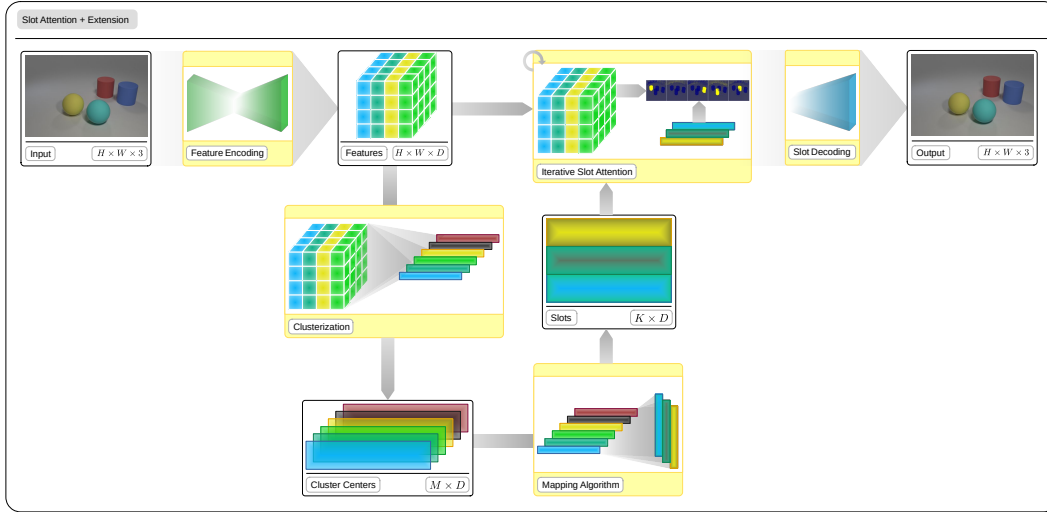 Slot Attention + Extension
Input
H × W × 3
Feature Encoding
Features
H × W × D
Iterative Slot Attention
Slot Decoding
Output
H × W × 3
Clusterization
Slots
K × D
Cluster Centers
M × D
Mapping Algorithm